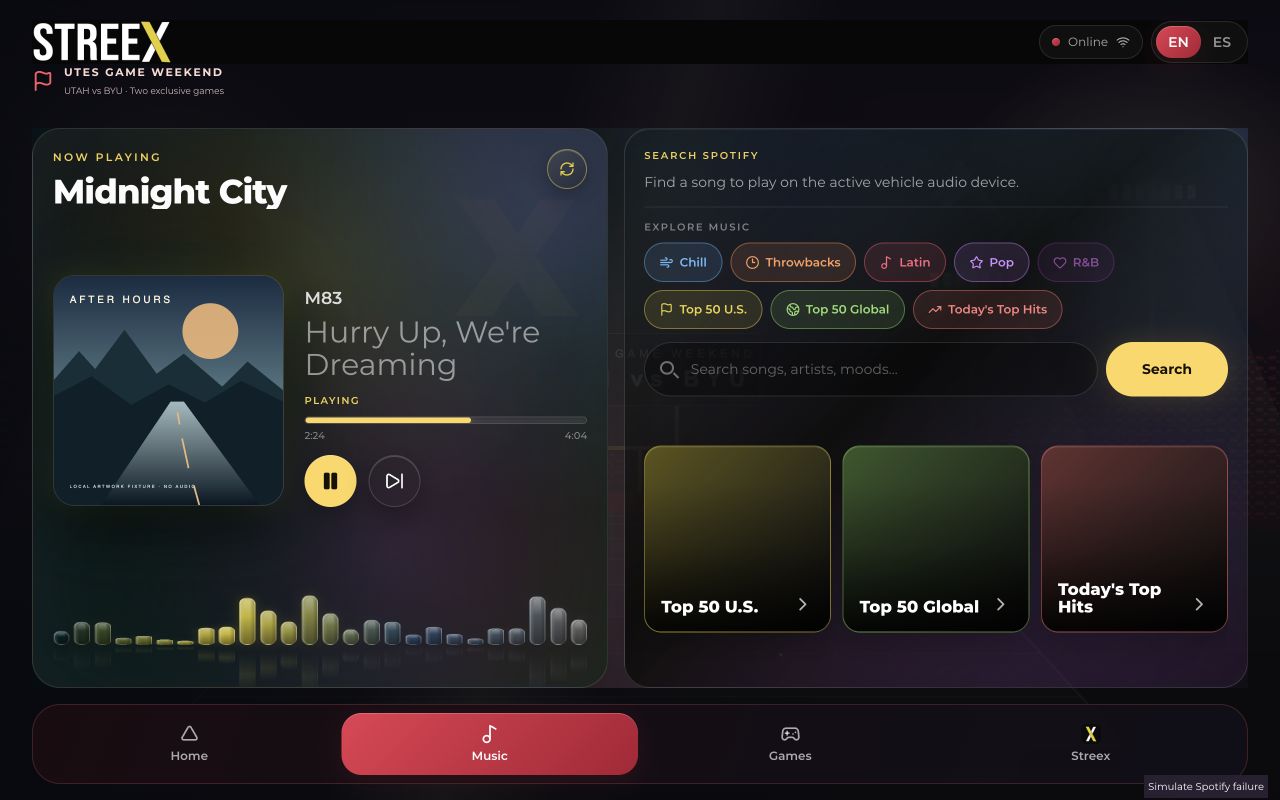 STREEX
UTES GAME WEEKEND
UTAH vs BYU · Two exclusive games
Online
EN
ES
NOW PLAYING
Midnight City
AFTER HOURS
LOCAL ARTWORK FIXTURE · NO AUDIO
M83
Hurry Up, We're
Dreaming
PLAYING
2:24
4:04
SEARCH SPOTIFY
Find a song to play on the active vehicle audio device.
EXPLORE MUSIC
Chill
Throwbacks
Latin
Pop
R&B
Top 50 U.S.
Top 50 Global
Today's Top Hits
GAME WEEKEND
vs BYU
Search songs, artists, moods...
Search
Top 50 U.S.
Top 50 Global
Today's Top
Hits
Home
Music
Games
X
Streex
Simulate Spotify failure